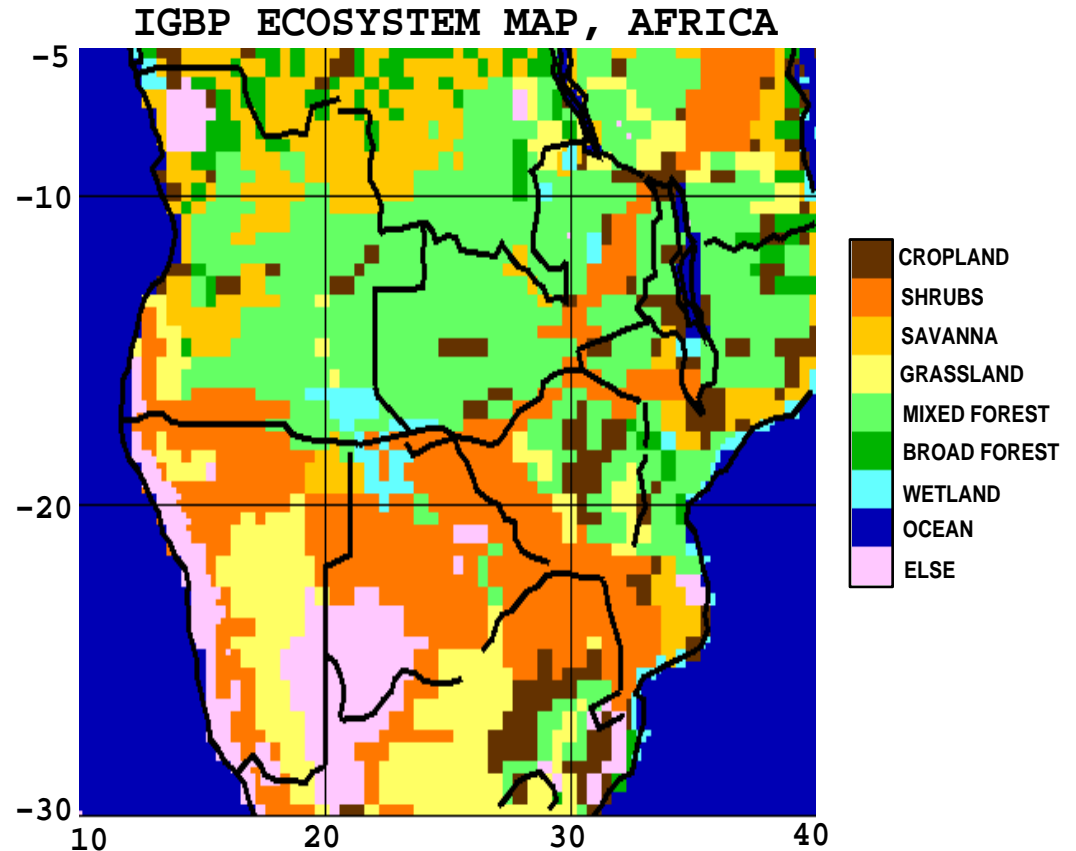 IGBP ECOSYSTEM MAP, AFRICA
-5
-10
-20
-30
10
20
30
40
CROPLAND
SHRUBS
SAVANNA
GRASSLAND
MIXED FOREST
BROAD FOREST
WETLAND
OCEAN
ELSE